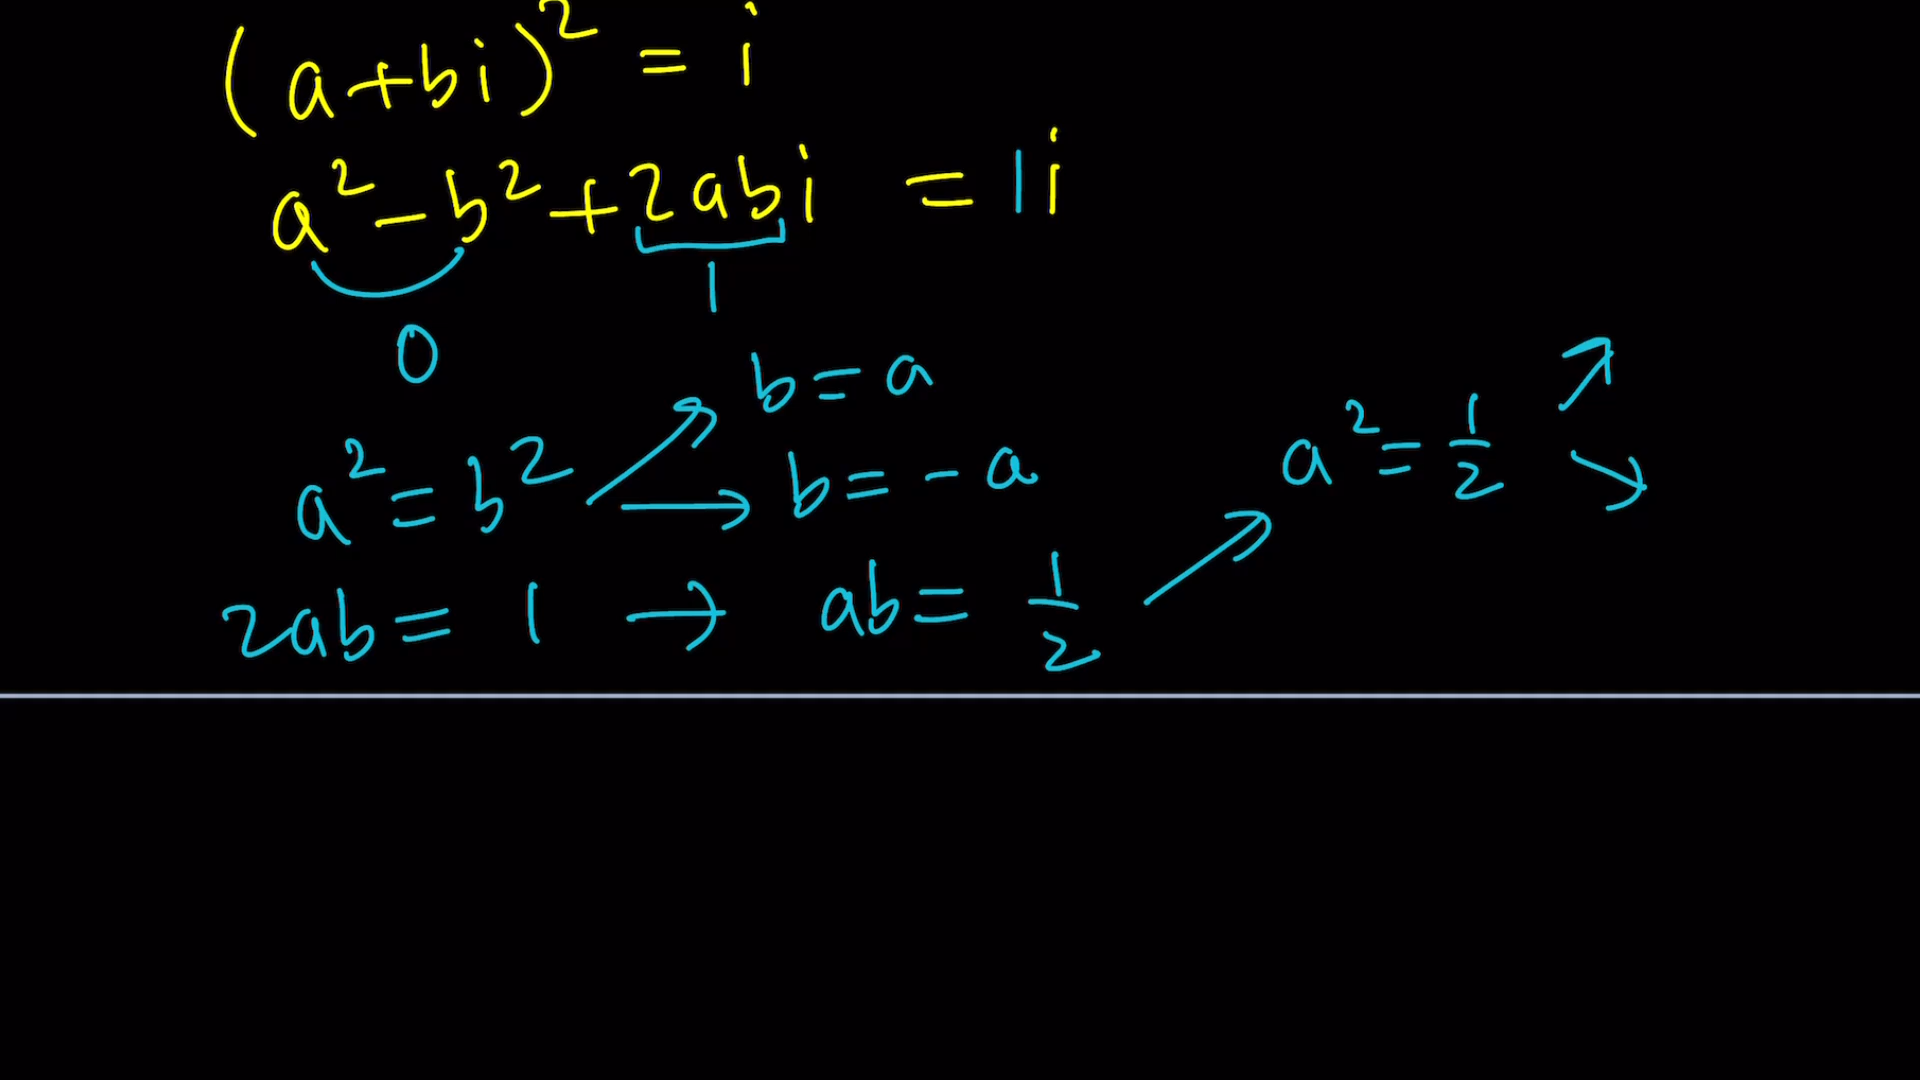 (a+bi)² = i
a² - b² + 2abi = 1i
0 1
b = a
a² = b² → b = -a
2ab = 1 → ab = 1/2 → a² = 1/2